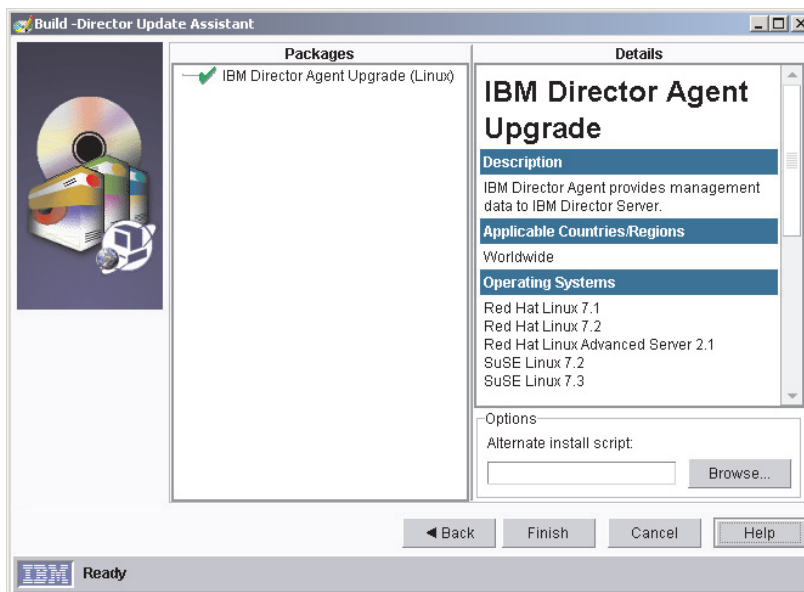 Build -Director Update Assistant
Packages
IBM Director Agent Upgrade (Linux)
Details
IBM Director Agent
Upgrade
Description
IBM Director Agent provides management
data to IBM Director Server.
Applicable Countries/Regions
Worldwide
Operating Systems
Red Hat Linux 7.1
Red Hat Linux 7.2
Red Hat Linux Advanced Server 2.1
SuSE Linux 7.2
SuSE Linux 7.3
Options
Alternate install script:
Browse...
Back
Finish
Cancel
Help
IBM
Ready